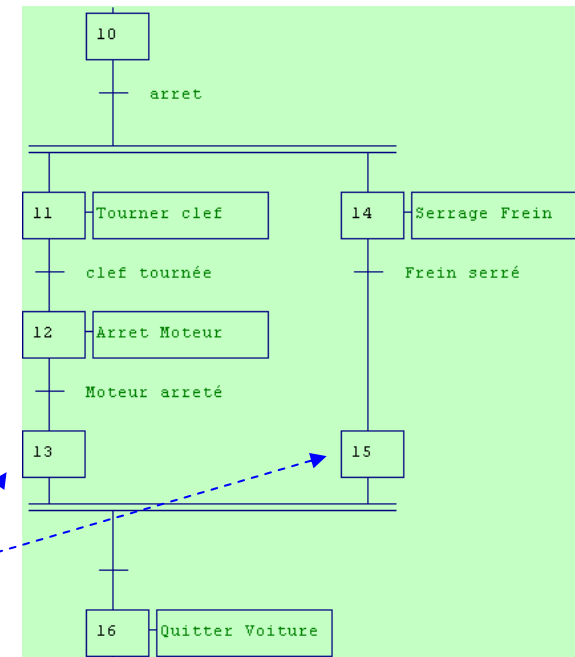 10
arret
11 Tourner clef 14 Serrage Frein
clef tournée Frein serré
12 Arret Moteur
Moteur arreté
13 15
16 Quitter Voiture